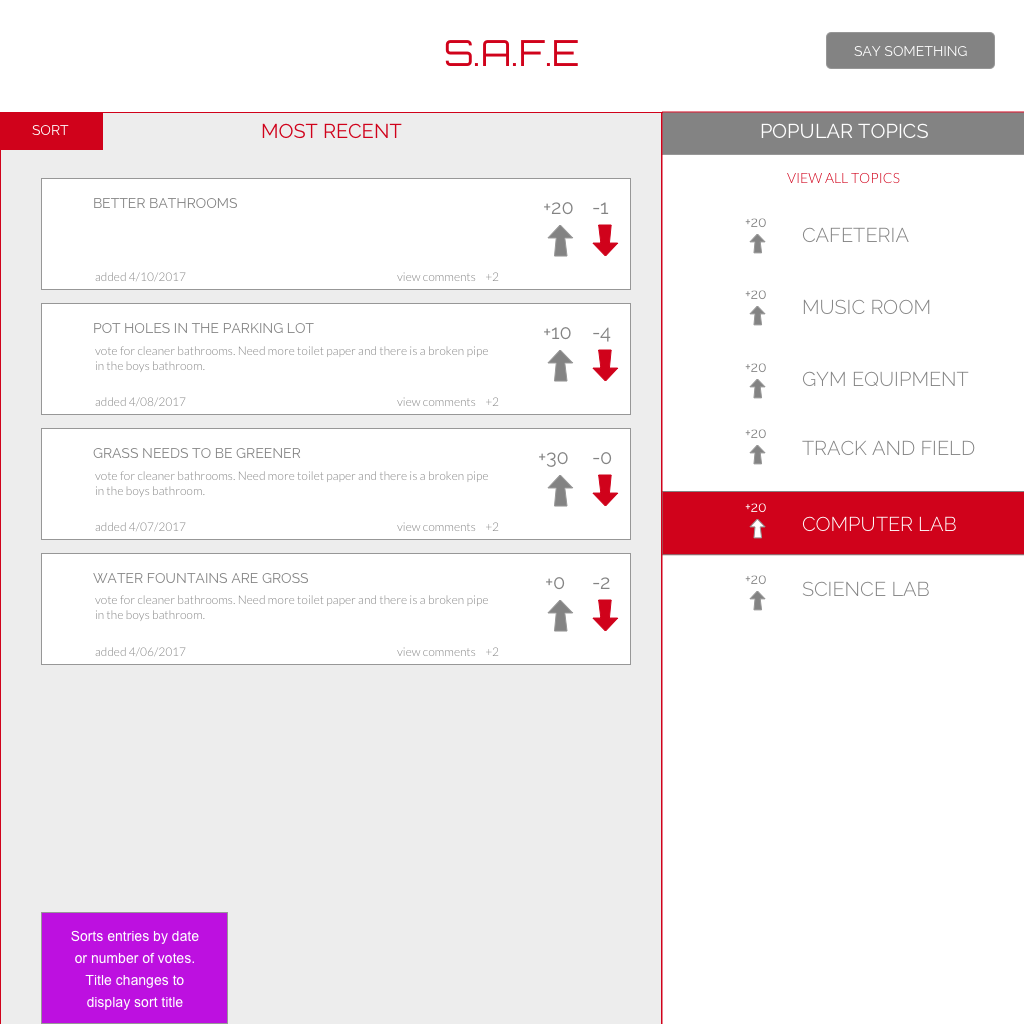 S.A.F.E
SAY SOMETHING
SORT
MOST RECENT
BETTER BATHROOMS
+20 -1
added 4/10/2017
view comments +2
POT HOLES IN THE PARKING LOT
+10 -4
vote for cleaner bathrooms. Need more toilet paper and there is a broken pipe
in the boys bathroom.
added 4/08/2017
view comments +2
GRASS NEEDS TO BE GREENER
+30 -0
vote for cleaner bathrooms. Need more toilet paper and there is a broken pipe
in the boys bathroom.
added 4/07/2017
view comments +2
WATER FOUNTAINS ARE GROSS
+0 -2
vote for cleaner bathrooms. Need more toilet paper and there is a broken pipe
in the boys bathroom.
added 4/06/2017
view comments +2
Sorts entries by date
or number of votes.
Title changes to
display sort title
POPULAR TOPICS
VIEW ALL TOPICS
+20
CAFETERIA
+20
MUSIC ROOM
+20
GYM EQUIPMENT
+20
TRACK AND FIELD
+20
COMPUTER LAB
+20
SCIENCE LAB